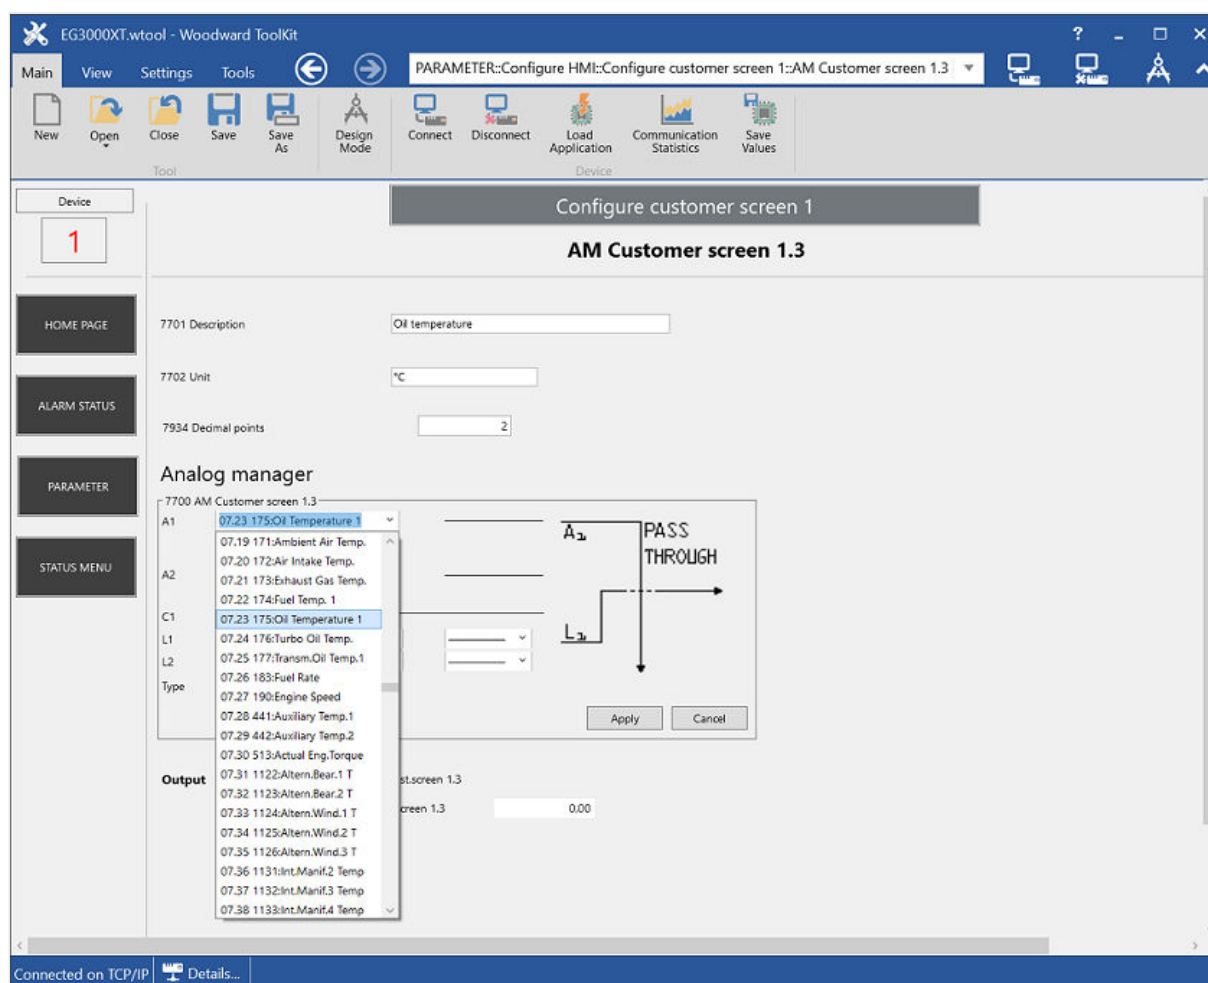 EG3000XT.wtool - Woodward ToolKit
?
Main View Settings Tools
PARAMETER::Configure HMI::Configure customer screen 1::AM Customer screen 1.3
New Open Close Save Save As Design Mode Connect Disconnect Load Application Communication Statistics Save Values
Tool Device
Device
1
Configure customer screen 1
AM Customer screen 1.3
HOME PAGE
ALARM STATUS
PARAMETER
STATUS MENU
7701 Description Oil temperature
7702 Unit °C
7934 Decimal points 2
Analog manager
7700 AM Customer screen 1.3
A1 07.23 175:Oil Temperature 1
07.19 171:Ambient Air Temp.
07.20 172:Air Intake Temp.
A2 07.21 173:Exhaust Gas Temp.
07.22 174:Fuel Temp. 1
C1 07.23 175:Oil Temperature 1
L1 07.24 176:Turbo Oil Temp.
L2 07.25 177:Transm.Oil Temp.1
07.26 183:Fuel Rate
Type 07.27 190:Engine Speed
07.28 441:Auxiliary Temp.1
07.29 442:Auxiliary Temp.2
07.30 513:Actual Eng.Torque
07.31 1122:Altern.Bear.1 T
07.32 1123:Altern.Bear.2 T
07.33 1124:Altern.Wind.1 T
07.34 1125:Altern.Wind.2 T
07.35 1126:Altern.Wind.3 T
07.36 1131:Int.Manif.2 Temp
07.37 1132:Int.Manif.3 Temp
07.38 1133:Int.Manif.4 Temp
A1 PASS
THROUGH
L1
Apply Cancel
Output st.screen 1.3
creen 1.3 0.00
Connected on TCP/IP Details...